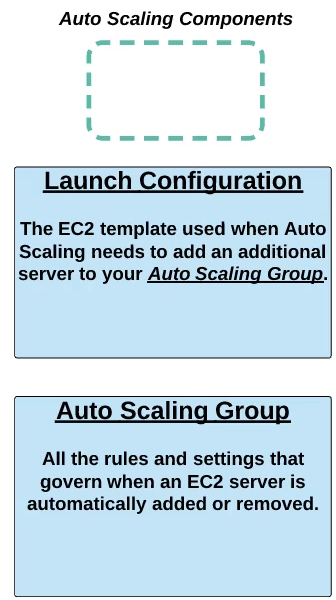 Auto Scaling Components
Launch Configuration
The EC2 template used when Auto
Scaling needs to add an additional
server to your Auto Scaling Group.
Auto Scaling Group
All the rules and settings that
govern when an EC2 server is
automatically added or removed.